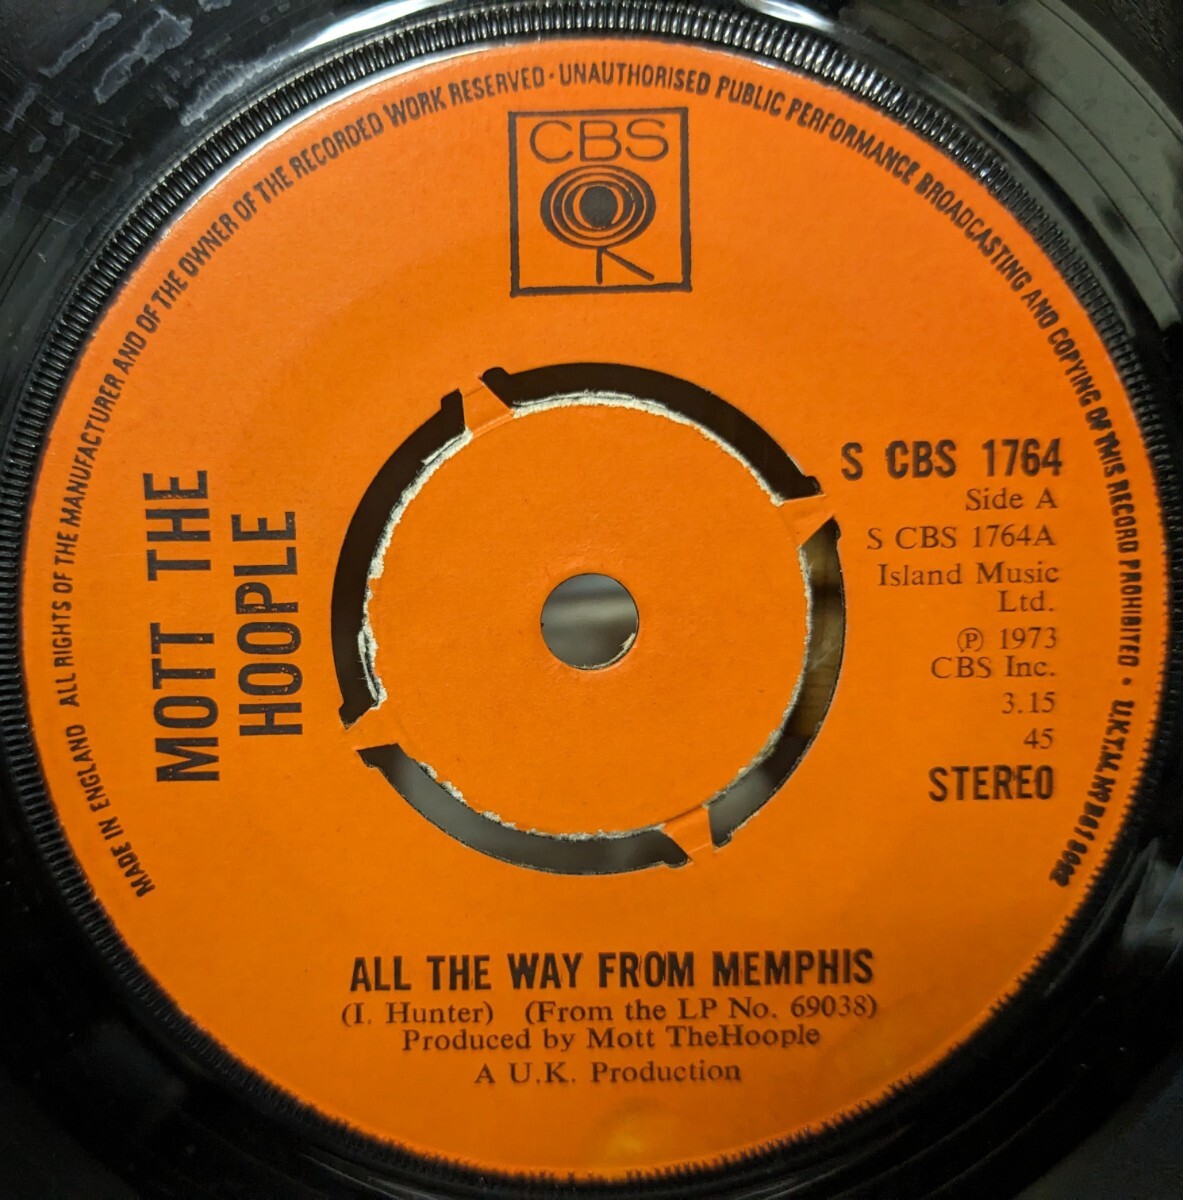 MADE IN ENGLAND ALL RIGHTS OF THE MANUFACTURER AND OF THE OWNER OF THE RECORDED WORK RESERVED · UNAUTHORISED PUBLIC PERFORMANCE BROADCASTING AND COPYING OF THIS RECORD PROHIBITED · U.K.T.M. Nº 861 802
CBS
MOTT THE
HOOPLE
S CBS 1764
Side A
S CBS 1764A
Island Music
Ltd.
Ⓟ 1973
CBS Inc.
3.15
45
STEREO
ALL THE WAY FROM MEMPHIS
(I. Hunter) (From the LP No. 69038)
Produced by Mott TheHoople
A U.K. Production